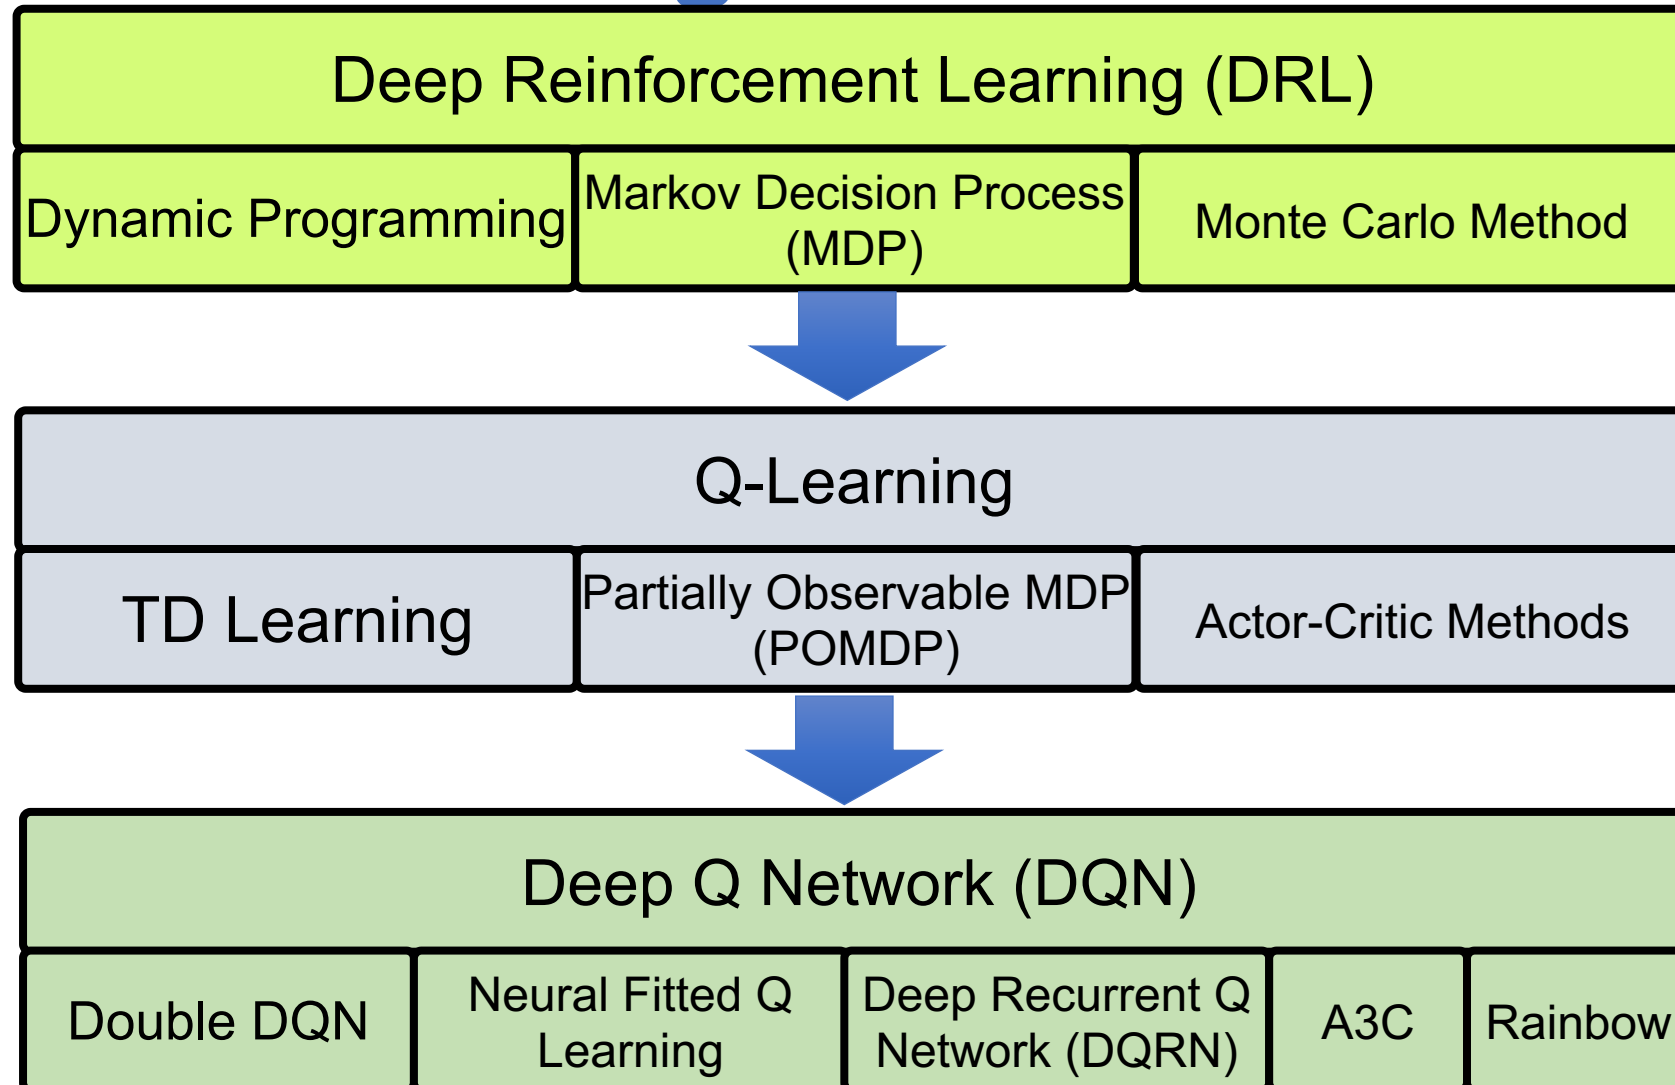 Deep Reinforcement Learning (DRL)
Dynamic Programming
Markov Decision Process
(MDP)
Monte Carlo Method
Q-Learning
TD Learning
Partially Observable MDP
(POMDP)
Actor-Critic Methods
Deep Q Network (DQN)
Double DQN
Neural Fitted Q
Learning
Deep Recurrent Q
Network (DQRN)
A3C
Rainbow